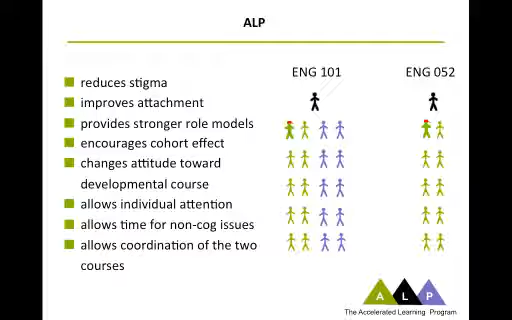 ALP
ENG 101
ENG 052
reduces stigma
improves attachment
provides stronger role models
encourages cohort effect
changes attitude toward
developmental course
allows individual attention
allows time for non-cog issues
allows coordination of the two
courses
A L P
The Accelerated Learning Program